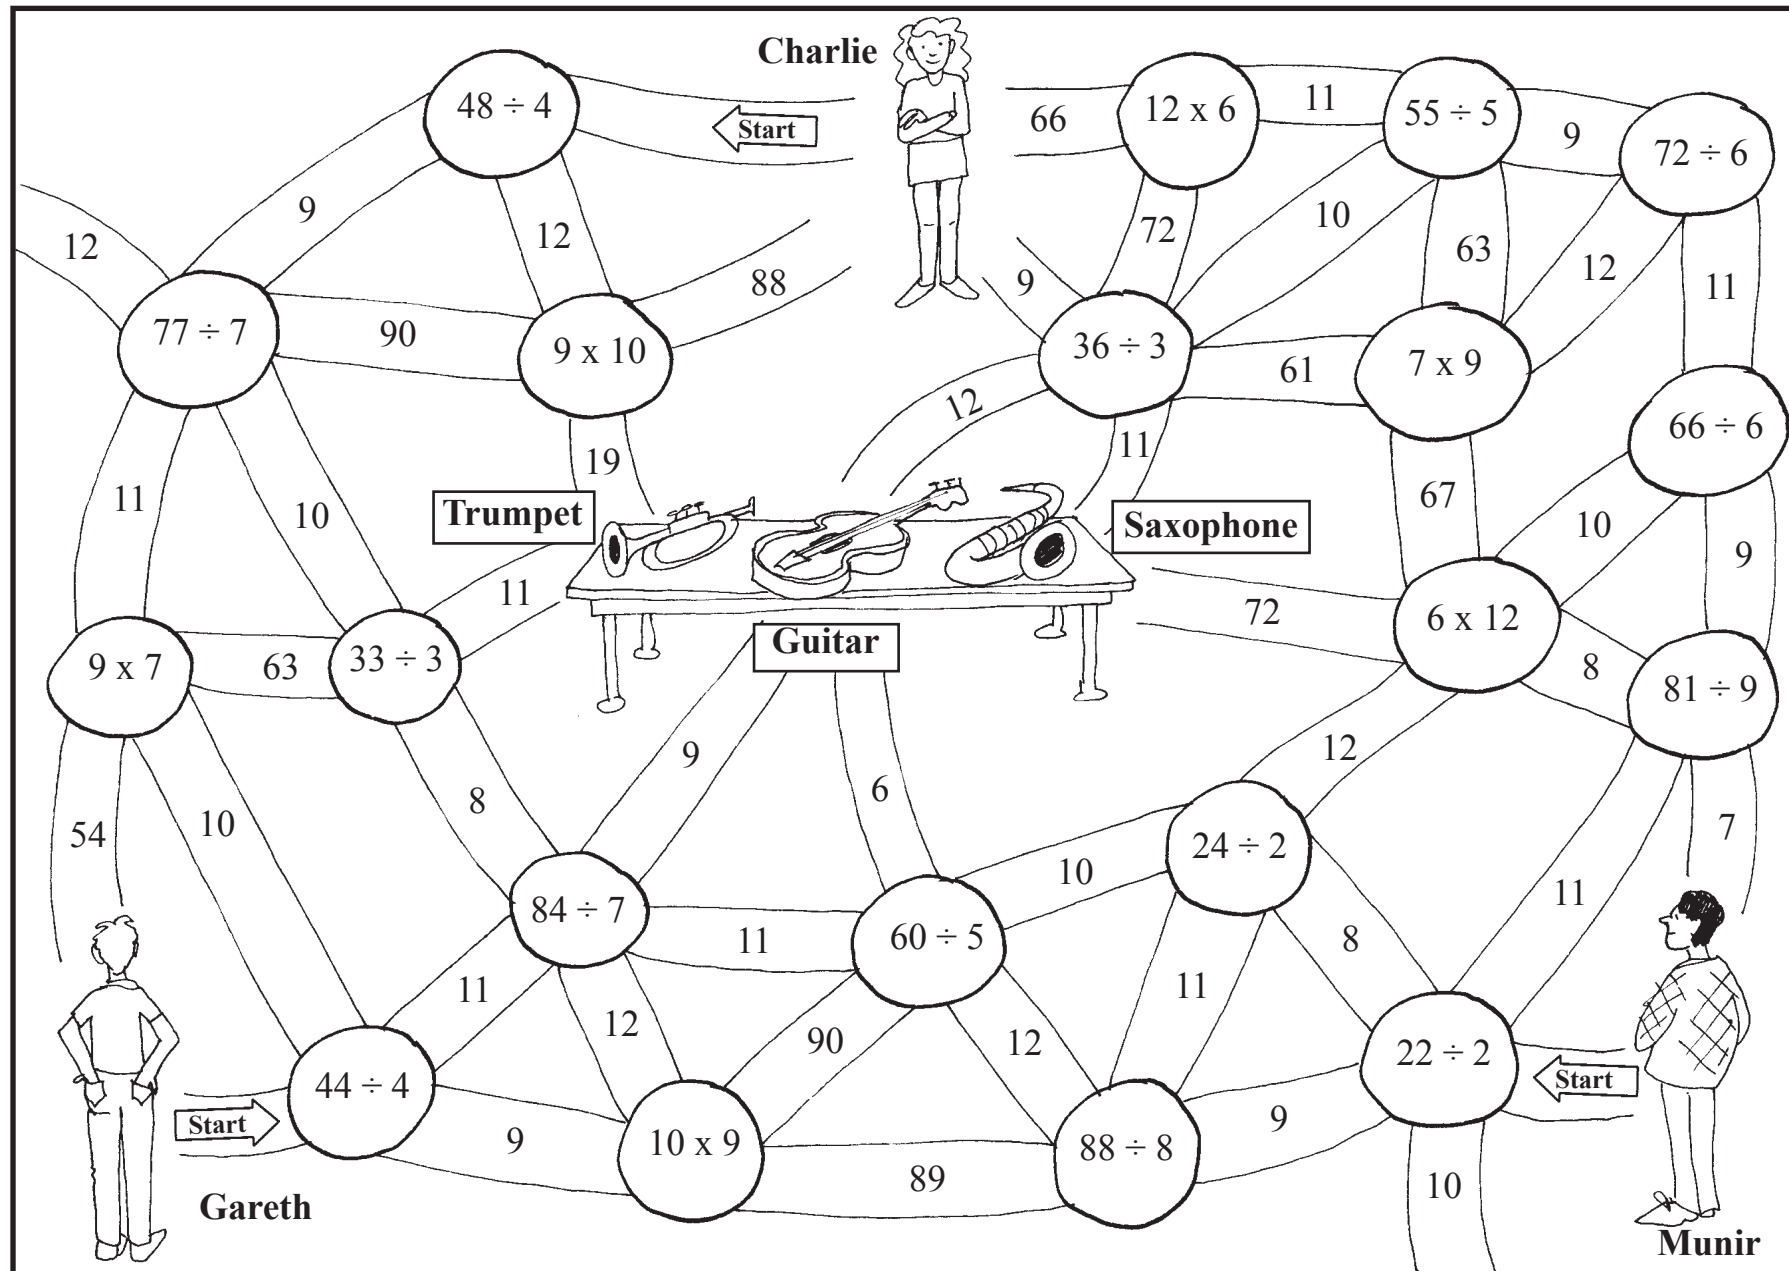 Charlie
48 ÷ 4
Start
66
12 x 6
11
55 ÷ 5
9
72 ÷ 6
9
12
12
88
9
72
10
63
12
11
77 ÷ 7
90
9 x 10
36 ÷ 3
61
7 x 9
66 ÷ 6
12
11
19
11
10
67
10
9
Trumpet
Saxophone
11
72
6 x 12
9 x 7
63
33 ÷ 3
Guitar
8
81 ÷ 9
9
12
6
54
10
8
24 ÷ 2
7
10
84 ÷ 7
11
60 ÷ 5
8
11
11
12
90
12
11
44 ÷ 4
22 ÷ 2
Start
Start
9
10 x 9
89
88 ÷ 8
9
10
Gareth
Munir